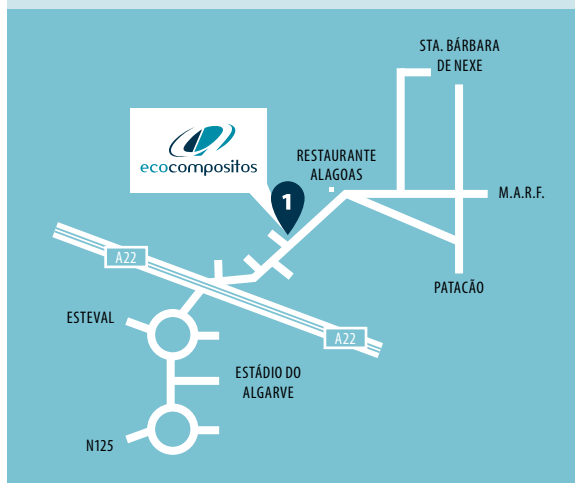 STA. BÁRBARA
DE NEXE
ecocompositos
RESTAURANTE
ALAGOAS
1
M.A.R.F.
A22
PATACÃO
ESTEVAL
A22
ESTÁDIO DO
ALGARVE
N125